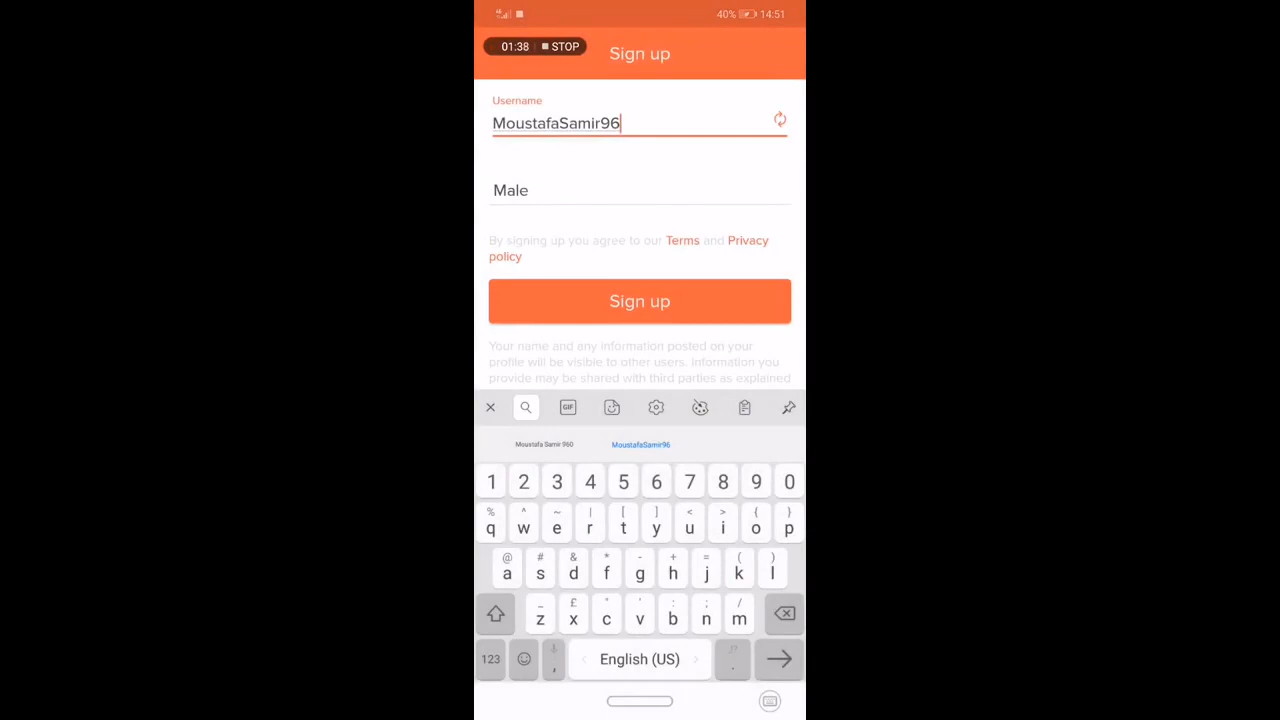 40% 14:51
01:38 STOP
Sign up
Username
MoustafaSamir96
Male
By signing up you agree to our Terms and Privacy
policy
Sign up
Your name and any information posted on your
profile will be visible to other users. Information you
provide may be shared with third parties as explained
GIF
Moustafa Samir 960 MoustafaSamir96
1 2 3 4 5 6 7 8 9 0
% ^ ~ | [ ] < > { }
q w e r t y u i o p
@ # & * - + = ( )
a s d f g h j k l
_ £ " ' : ; /
z x c v b n m
123 , English (US) .